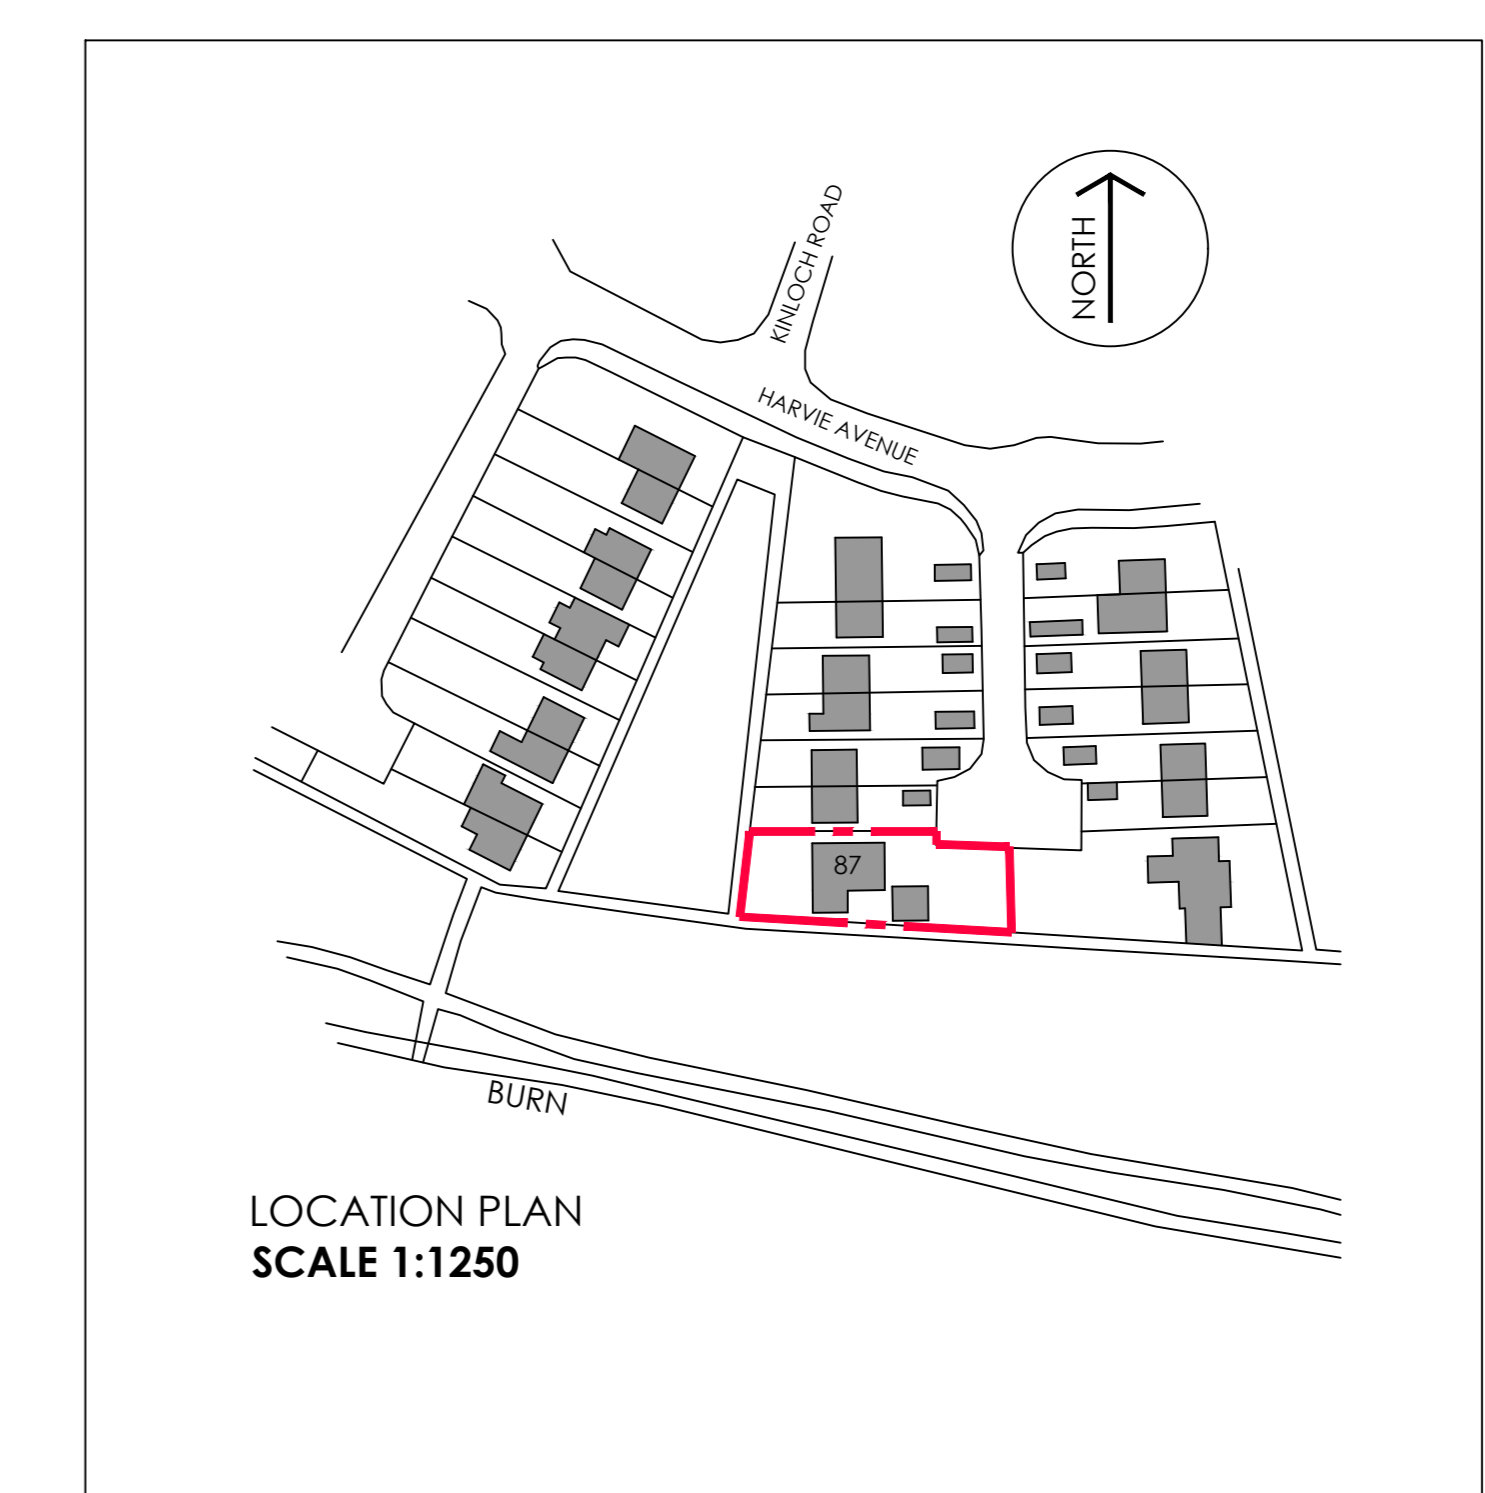 KINLOCH ROAD
NORTH
HARVIE AVENUE
87
BURN
LOCATION PLAN
SCALE 1:1250